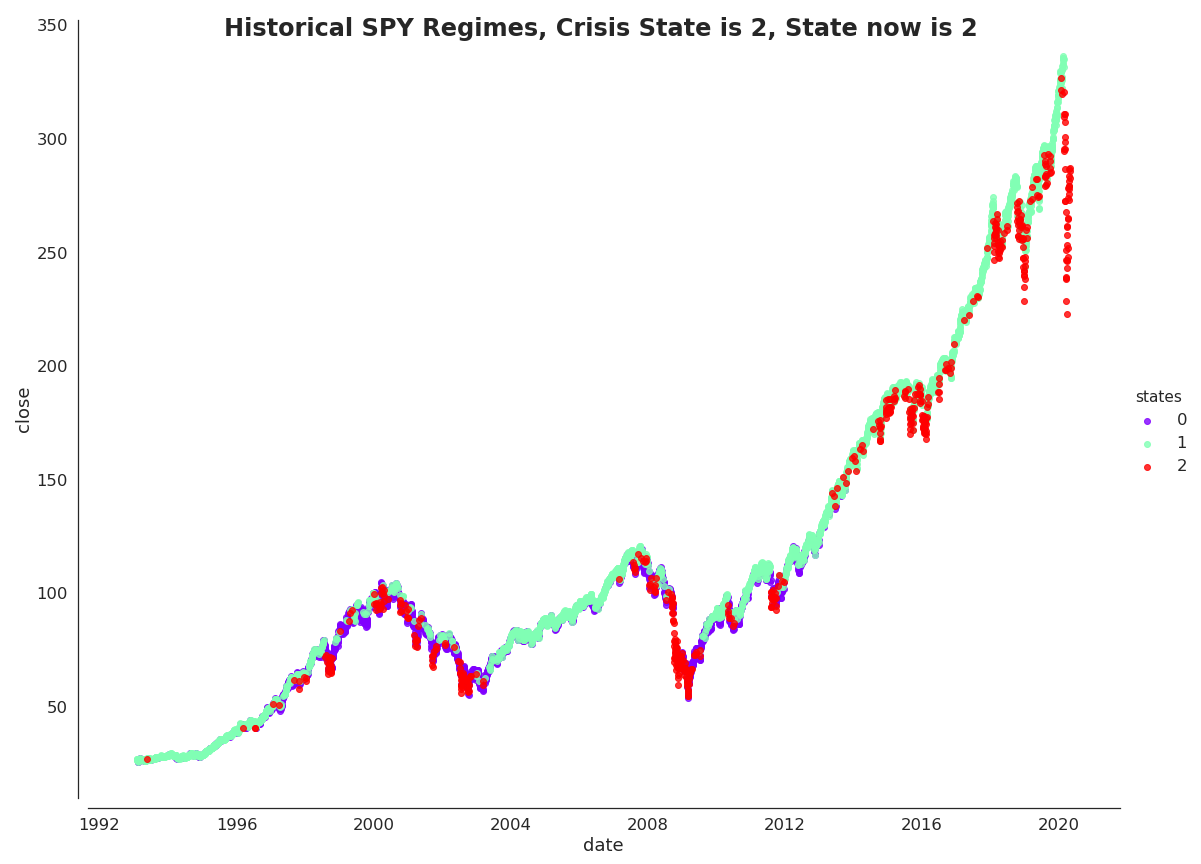 Historical SPY Regimes, Crisis State is 2, State now is 2
350
300
250
200
150
100
50
close
1992 1996 2000 2004 2008 2012 2016 2020
date
states
0
1
2